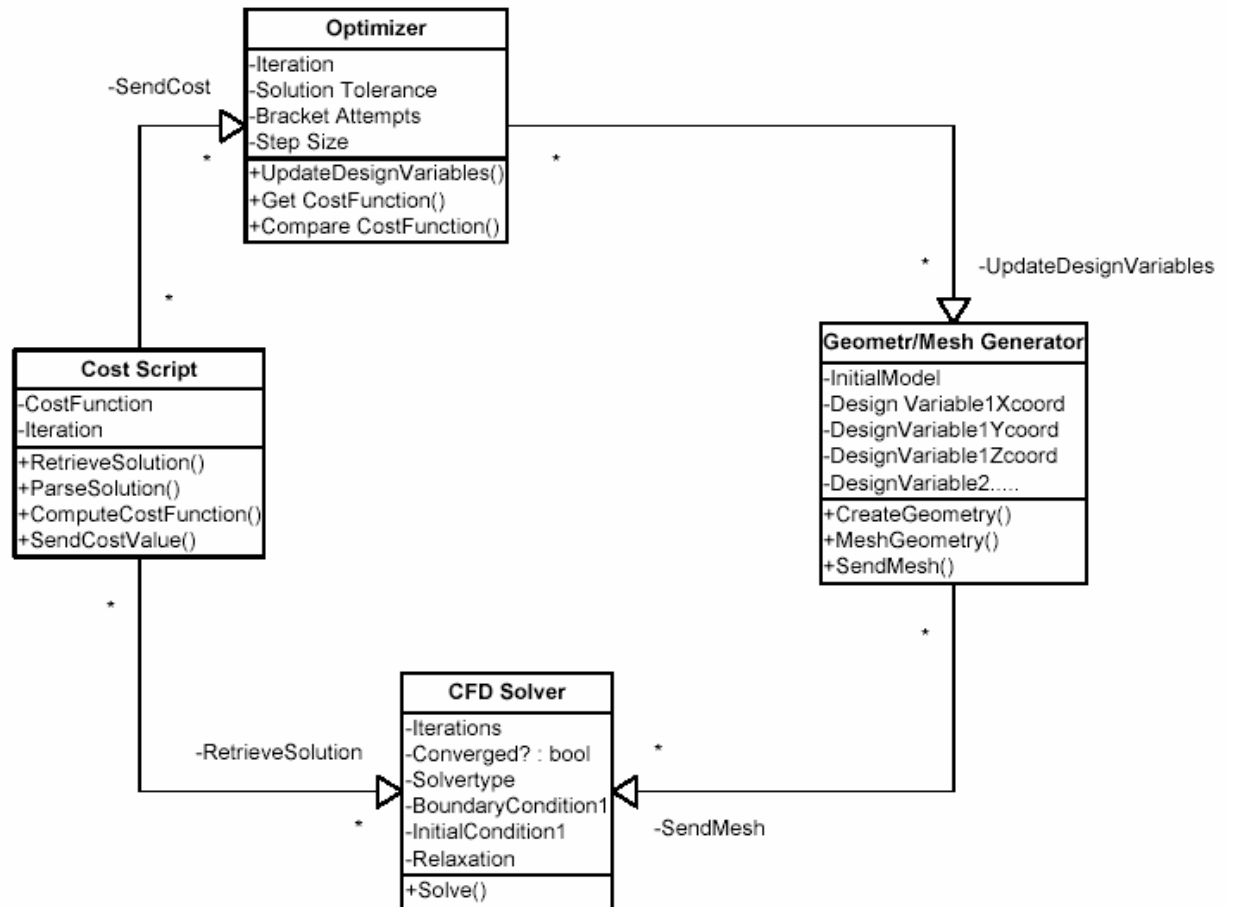 Optimizer
-Iteration
-Solution Tolerance
-Bracket Attempts
-Step Size
+UpdateDesignVariables()
+Get CostFunction()
+Compare CostFunction()
-SendCost
*
*
*
*
-UpdateDesignVariables
Cost Script
-CostFunction
-Iteration
+RetrieveSolution()
+ParseSolution()
+ComputeCostFunction()
+SendCostValue()
Geometr/Mesh Generator
-InitialModel
-Design Variable1Xcoord
-DesignVariable1Ycoord
-DesignVariable1Zcoord
-DesignVariable2.....
+CreateGeometry()
+MeshGeometry()
+SendMesh()
*
*
-RetrieveSolution
*
CFD Solver
-Iterations
-Converged? : bool
-Solvertype
-BoundaryCondition1
-InitialCondition1
-Relaxation
+Solve()
*
-SendMesh